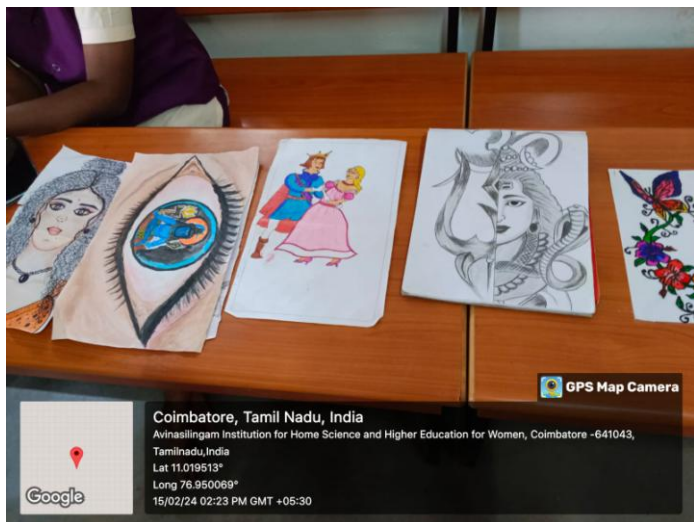 GPS Map Camera
Coimbatore, Tamil Nadu, India
Avinasilingam Institution for Home Science and Higher Education for Women, Coimbatore -641043,
Tamilnadu,India
Lat 11.019513°
Long 76.950069°
15/02/24 02:23 PM GMT +05:30
Google